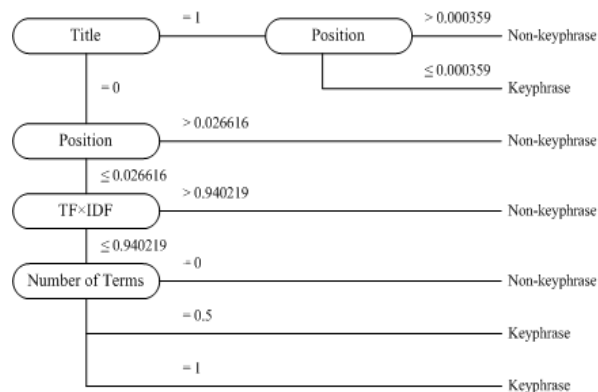 > 0.000359
= 1
Title
Position
Non-keyphrase
≤ 0.000359
= 0
Keyphrase
> 0.026616
Position
Non-keyphrase
≤ 0.026616
> 0.940219
TF×IDF
Non-keyphrase
≤ 0.940219
= 0
Number of Terms
Non-keyphrase
= 0.5
Keyphrase
= 1
Keyphrase